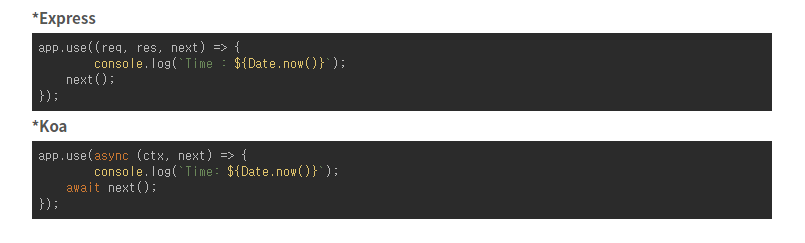 *Express
app.use((req, res, next) => {
        console.log(`Time : ${Date.now()}`);
    next();
});
*Koa
app.use(async (ctx, next) => {
        console.log(`Time: ${Date.now()}`);
    await next();
});